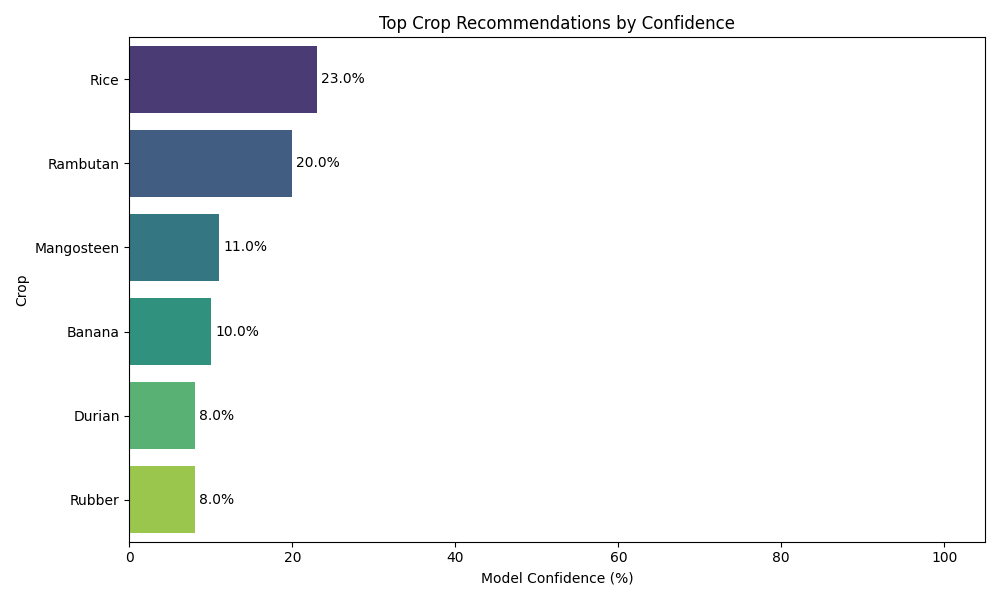 Top Crop Recommendations by Confidence
Crop
Rice
23.0%
Rambutan
20.0%
Mangosteen
11.0%
Banana
10.0%
Durian
8.0%
Rubber
8.0%
0 20 40 60 80 100
Model Confidence (%)